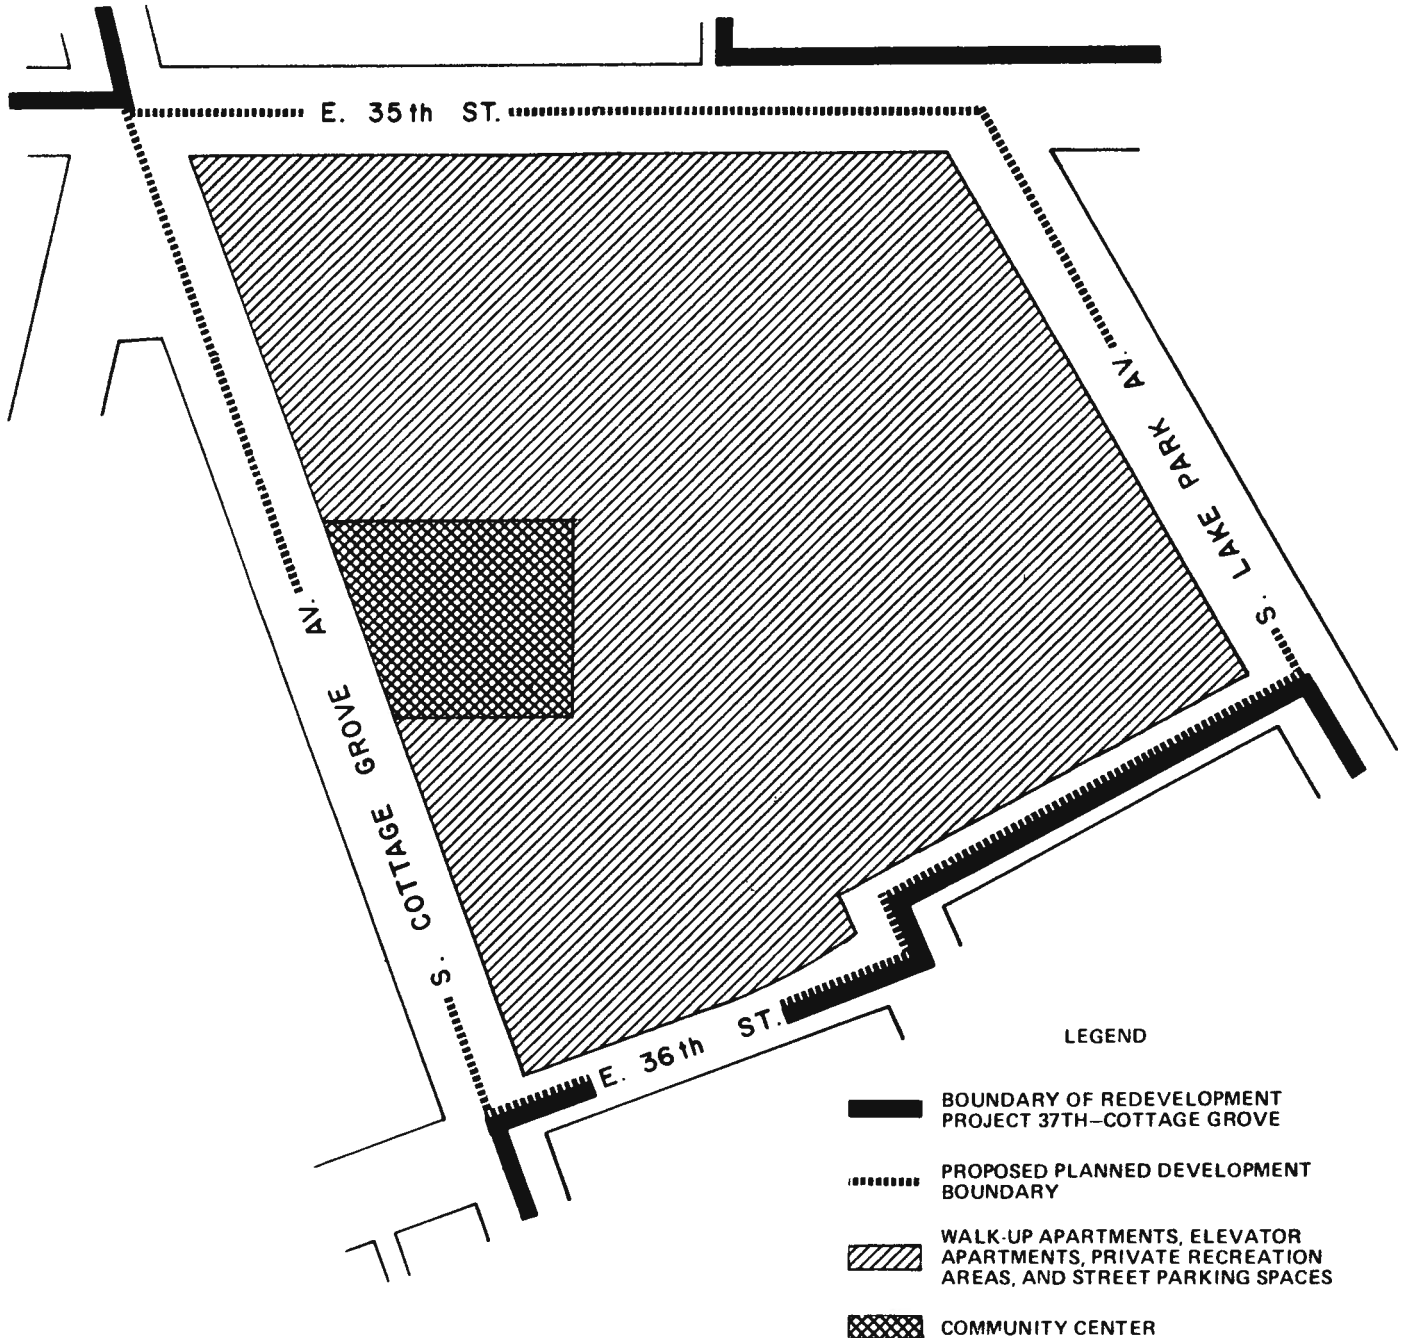 E. 35th ST.
S. LAKE PARK AV.
S. COTTAGE GROVE AV.
E. 36th ST.
LEGEND
BOUNDARY OF REDEVELOPMENT
PROJECT 37TH–COTTAGE GROVE
PROPOSED PLANNED DEVELOPMENT
BOUNDARY
WALK-UP APARTMENTS, ELEVATOR
APARTMENTS, PRIVATE RECREATION
AREAS, AND STREET PARKING SPACES
COMMUNITY CENTER